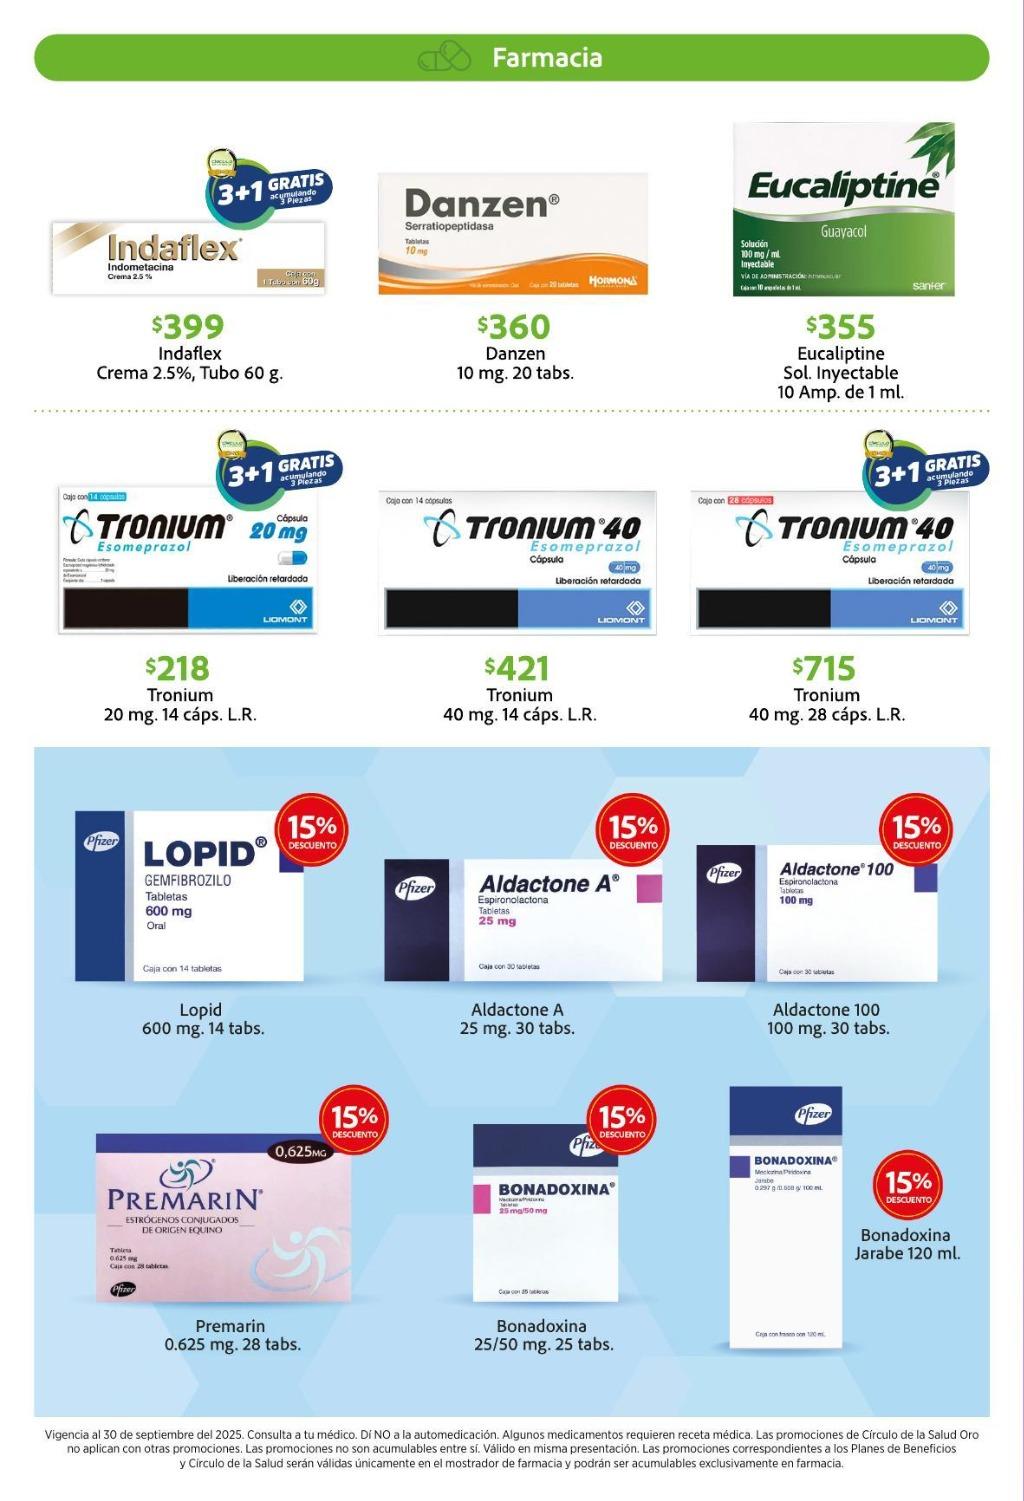 Farmacia
CÍRCULO
3+1 GRATIS
acumulando
3 Piezas
Indaflex
Indometacina
Crema 2.5 %
Caja con
1 Tubo con 60g
$399
Indaflex
Crema 2.5%, Tubo 60 g.
Danzen®
Serratiopeptidasa
Tabletas
10 mg
Vía de administración: Oral
Caja con 20 tabletas
HORMONA
$360
Danzen
10 mg. 20 tabs.
Eucaliptine®
Guayacol
Solución
100 mg / ml
Inyectable
VÍA DE ADMINISTRACIÓN: INTRAMUSCULAR
Caja con 10 ampolletas de 1 ml.
sanfer
$355
Eucaliptine
Sol. Inyectable
10 Amp. de 1 ml.
3+1 GRATIS
acumulando
3 Piezas
Caja con 14 cápsulas
TRONIUM®
Cápsula
20 mg
Esomeprazol
Liberación retardada
LIOMONT
$218
Tronium
20 mg. 14 cáps. L.R.
Caja con 14 cápsulas
TRONIUM®40
Esomeprazol
Cápsula
40 mg
Liberación retardada
LIOMONT
$421
Tronium
40 mg. 14 cáps. L.R.
3+1 GRATIS
acumulando
3 Piezas
Caja con 28 cápsulas
TRONIUM®40
Esomeprazol
Cápsula
40 mg
Liberación retardada
LIOMONT
$715
Tronium
40 mg. 28 cáps. L.R.
15%
DESCUENTO
Pfizer
LOPID®
GEMFIBROZILO
Tabletas
600 mg
Oral
Caja con 14 tabletas
Lopid
600 mg. 14 tabs.
15%
DESCUENTO
Pfizer
Aldactone A®
Espironolactona
Tabletas
25 mg
Caja con 30 tabletas
Aldactone A
25 mg. 30 tabs.
15%
DESCUENTO
Pfizer
Aldactone®100
Espironolactona
Tabletas
100 mg
Caja con 30 tabletas
Aldactone 100
100 mg. 30 tabs.
15%
DESCUENTO
0,625MG
PREMARIN®
ESTRÓGENOS CONJUGADOS
DE ORIGEN EQUINO
Tableta
0.625 mg
Caja con 28 tabletas
Pfizer
Premarin
0.625 mg. 28 tabs.
15%
DESCUENTO
Pfizer
BONADOXINA®
Meclizina/Piridoxina
Tabletas
25 mg/50 mg
Caja con 25 tabletas
Bonadoxina
25/50 mg. 25 tabs.
Pfizer
BONADOXINA®
Meclizina/Piridoxina
Jarabe
Caja con frasco con 120 mL
15%
DESCUENTO
Bonadoxina
Jarabe 120 ml.
Vigencia al 30 de septiembre del 2025. Consulta a tu médico. Dí NO a la automedicación. Algunos medicamentos requieren receta médica. Las promociones de Círculo de la Salud Oro
no aplican con otras promociones. Las promociones no son acumulables entre sí. Válido en misma presentación. Las promociones correspondientes a los Planes de Beneficios
y Círculo de la Salud serán válidas únicamente en el mostrador de farmacia y podrán ser acumulables exclusivamente en farmacia.